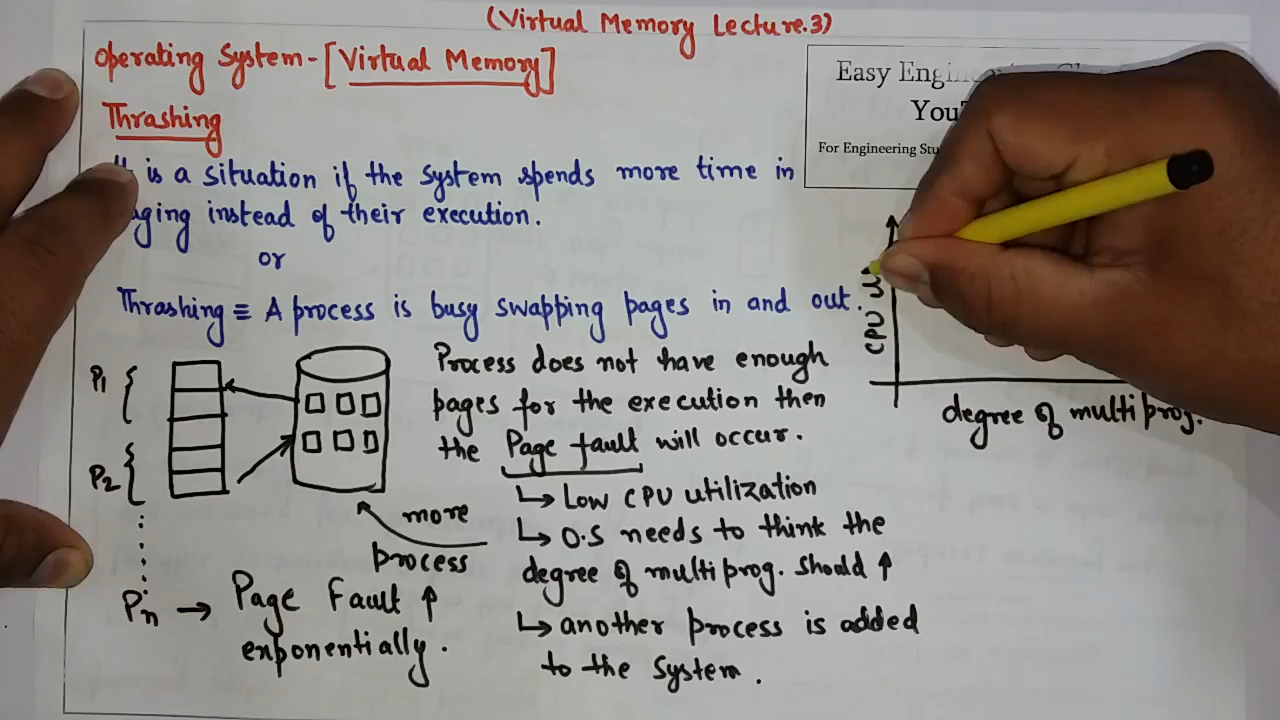 (Virtual Memory Lecture.3)
Operating System - [Virtual Memory]
Easy
You
For Engineering
Thrashing
It is a situation if the system spends more time in
instead of their execution.
or
Thrashing ≡ A process is busy swapping pages in and out.
P1
P2
Pn → Page Fault ↑
exponentially.
more
process
Process does not have enough
pages for the execution then
the Page fault will occur.
↳ Low CPU utilization
↳ O.S needs to think the
degree of multiprog. should ↑
↳ another process is added
to the system.
CPU
degree of multiprog.